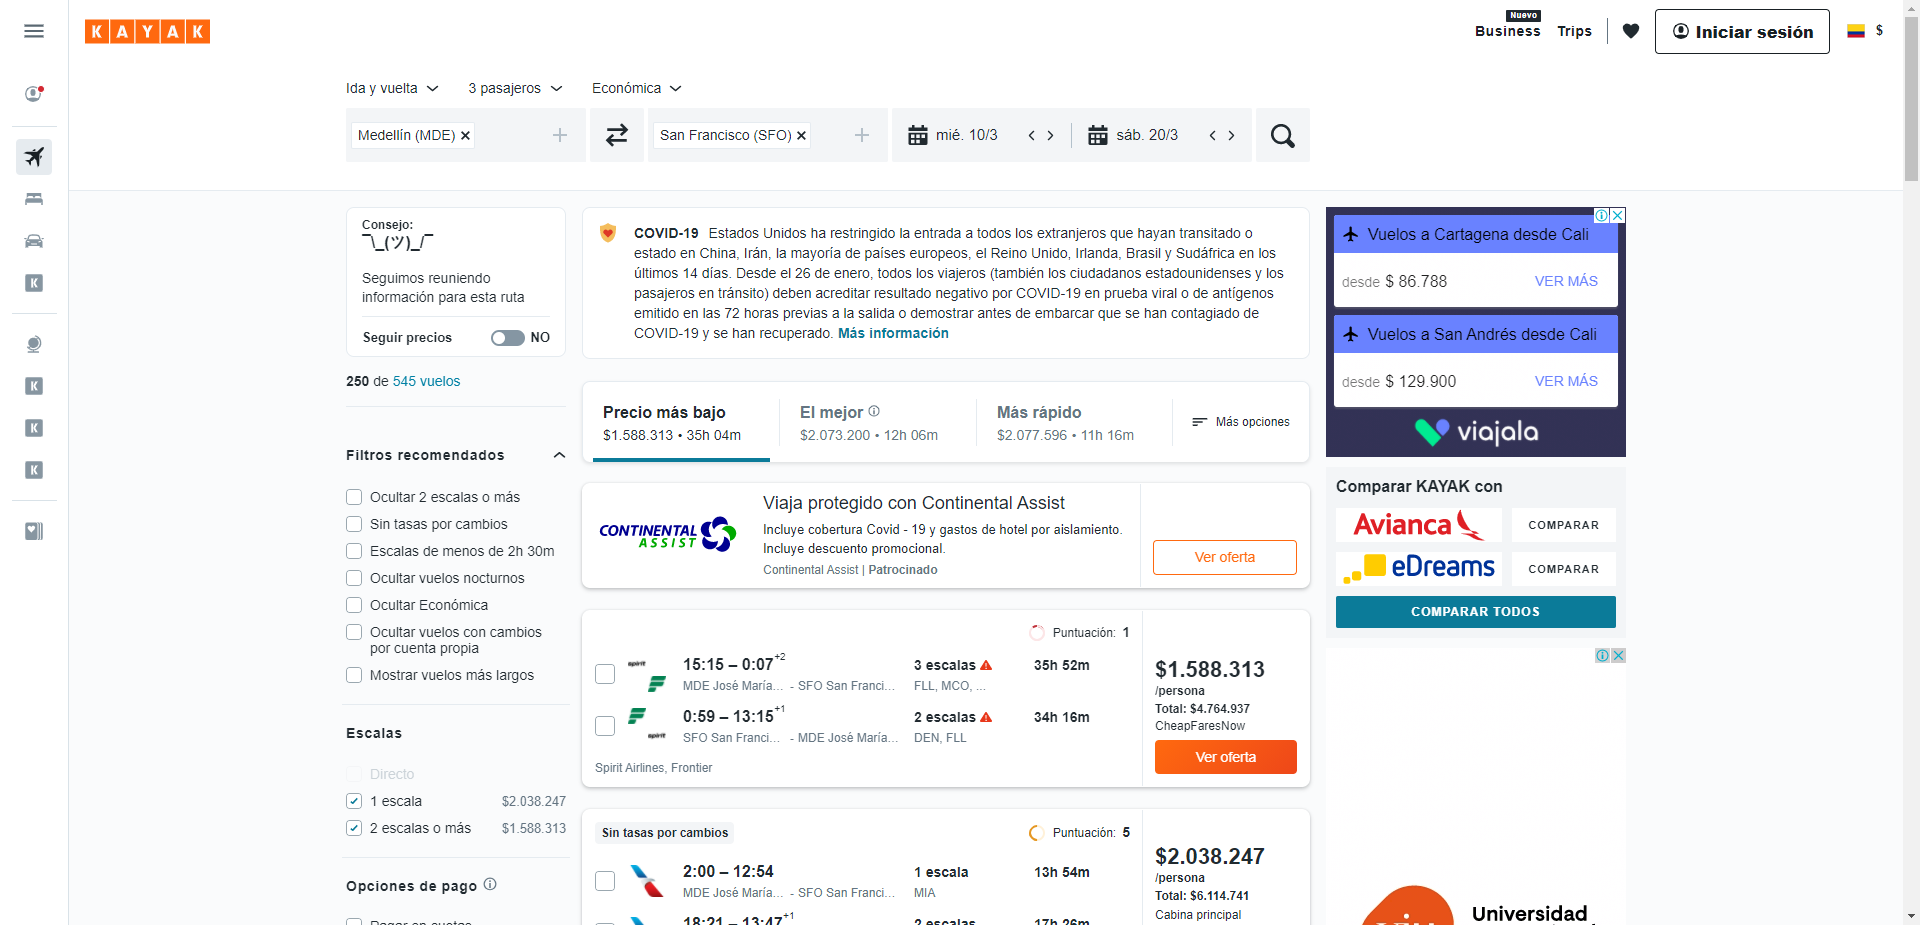 KAYAK
Nuevo
Business
Trips
Iniciar sesión
$
Ida y vuelta
3 pasajeros
Económica
Medellín (MDE)
San Francisco (SFO)
mié. 10/3
sáb. 20/3
Consejo:
¯\_(ツ)_/¯
Seguimos reuniendo
información para esta ruta
Seguir precios
NO
250 de 545 vuelos
Filtros recomendados
Ocultar 2 escalas o más
Sin tasas por cambios
Escalas de menos de 2h 30m
Ocultar vuelos nocturnos
Ocultar Económica
Ocultar vuelos con cambios
por cuenta propia
Mostrar vuelos más largos
Escalas
Directo
1 escala $2.038.247
2 escalas o más $1.588.313
Opciones de pago
Pagar en cuotas
COVID-19 Estados Unidos ha restringido la entrada a todos los extranjeros que hayan transitado o
estado en China, Irán, la mayoría de países europeos, el Reino Unido, Irlanda, Brasil y Sudáfrica en los
últimos 14 días. Desde el 26 de enero, todos los viajeros (también los ciudadanos estadounidenses y los
pasajeros en tránsito) deben acreditar resultado negativo por COVID-19 en prueba viral o de antígenos
emitido en las 72 horas previas a la salida o demostrar antes de embarcar que se han contagiado de
COVID-19 y se han recuperado. Más información
Precio más bajo
$1.588.313 • 35h 04m
El mejor
$2.073.200 • 12h 06m
Más rápido
$2.077.596 • 11h 16m
Más opciones
CONTINENTAL
ASSIST
Viaja protegido con Continental Assist
Incluye cobertura Covid - 19 y gastos de hotel por aislamiento.
Incluye descuento promocional.
Continental Assist | Patrocinado
Ver oferta
Puntuación: 1
spirit
15:15 – 0:07+2
MDE José María... - SFO San Franci...
3 escalas
FLL, MCO, ...
35h 52m
spirit
0:59 – 13:15+1
SFO San Franci... - MDE José María...
2 escalas
DEN, FLL
34h 16m
Spirit Airlines, Frontier
$1.588.313
/persona
Total: $4.764.937
CheapFaresNow
Ver oferta
Sin tasas por cambios
Puntuación: 5
2:00 – 12:54
MDE José María... - SFO San Franci...
1 escala
MIA
13h 54m
18:21 – 13:47+1
2 escalas
17h 26m
$2.038.247
/persona
Total: $6.114.741
Cabina principal
Vuelos a Cartagena desde Cali
desde $ 86.788
VER MÁS
Vuelos a San Andrés desde Cali
desde $ 129.900
VER MÁS
viajala
Comparar KAYAK con
Avianca
COMPARAR
eDreams
COMPARAR
COMPARAR TODOS
Universidad